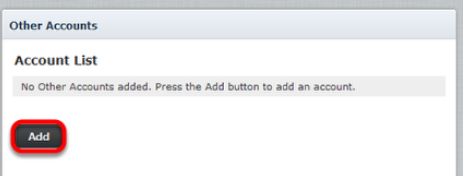 Other Accounts
Account List
No Other Accounts added. Press the Add button to add an account.
Add